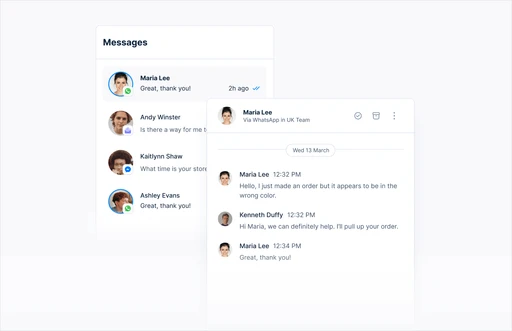 Messages
Maria Lee
Great, thank you!
2h ago
Andy Winster
Is there a way for me t
Kaitlynn Shaw
What time is your store
Ashley Evans
Great, thank you!
Maria Lee
Via WhatsApp in UK Team
Wed 13 March
Maria Lee 12:32 PM
Hello, I just made an order but it appears to be in the
wrong color.
Kenneth Duffy 12:32 PM
Hi Maria, we can definitely help. I'll pull up your order.
Maria Lee 12:34 PM
Great, thank you!